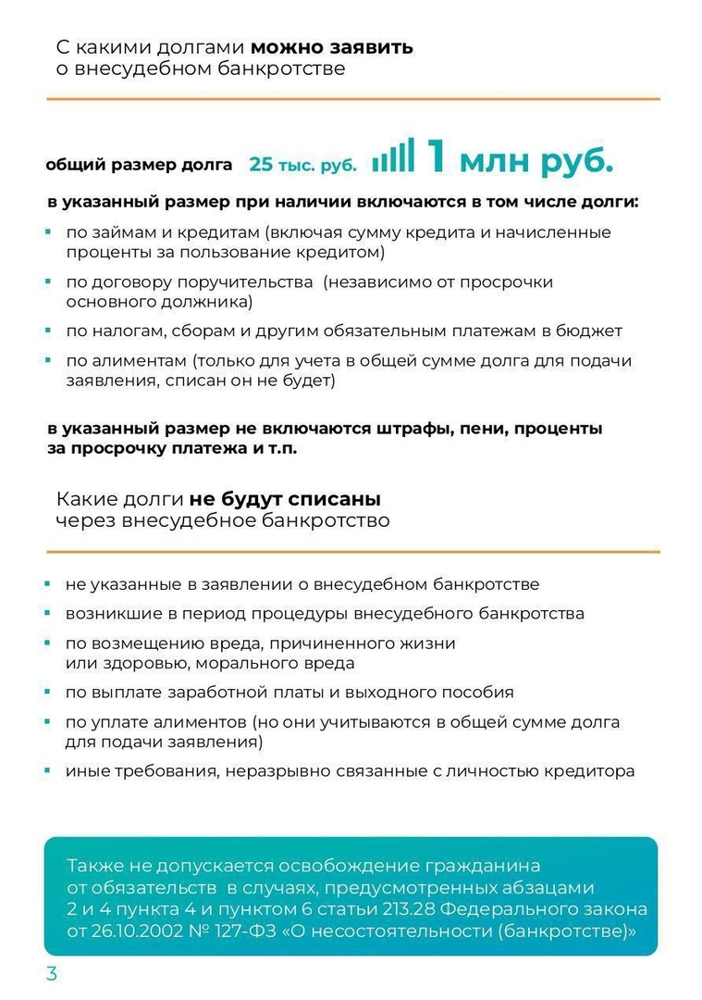 С какими долгами можно заявить
о внесудебном банкротстве
общий размер долга 25 тыс. руб. 1 млн руб.
в указанный размер при наличии включаются в том числе долги:
по займам и кредитам (включая сумму кредита и начисленные
проценты за пользование кредитом)
по договору поручительства (независимо от просрочки
основного должника)
по налогам, сборам и другим обязательным платежам в бюджет
по алиментам (только для учета в общей сумме долга для подачи
заявления, списан он не будет)
в указанный размер не включаются штрафы, пени, проценты
за просрочку платежа и т.п.
Какие долги не будут списаны
через внесудебное банкротство
не указанные в заявлении о внесудебном банкротстве
возникшие в период процедуры внесудебного банкротства
по возмещению вреда, причиненного жизни
или здоровью, морального вреда
по выплате заработной платы и выходного пособия
по уплате алиментов (но они учитываются в общей сумме долга
для подачи заявления)
иные требования, неразрывно связанные с личностью кредитора
Также не допускается освобождение гражданина
от обязательств в случаях, предусмотренных абзацами
2 и 4 пункта 4 и пунктом 6 статьи 213.28 Федерального закона
от 26.10.2002 № 127-ФЗ «О несостоятельности (банкротстве)»
3